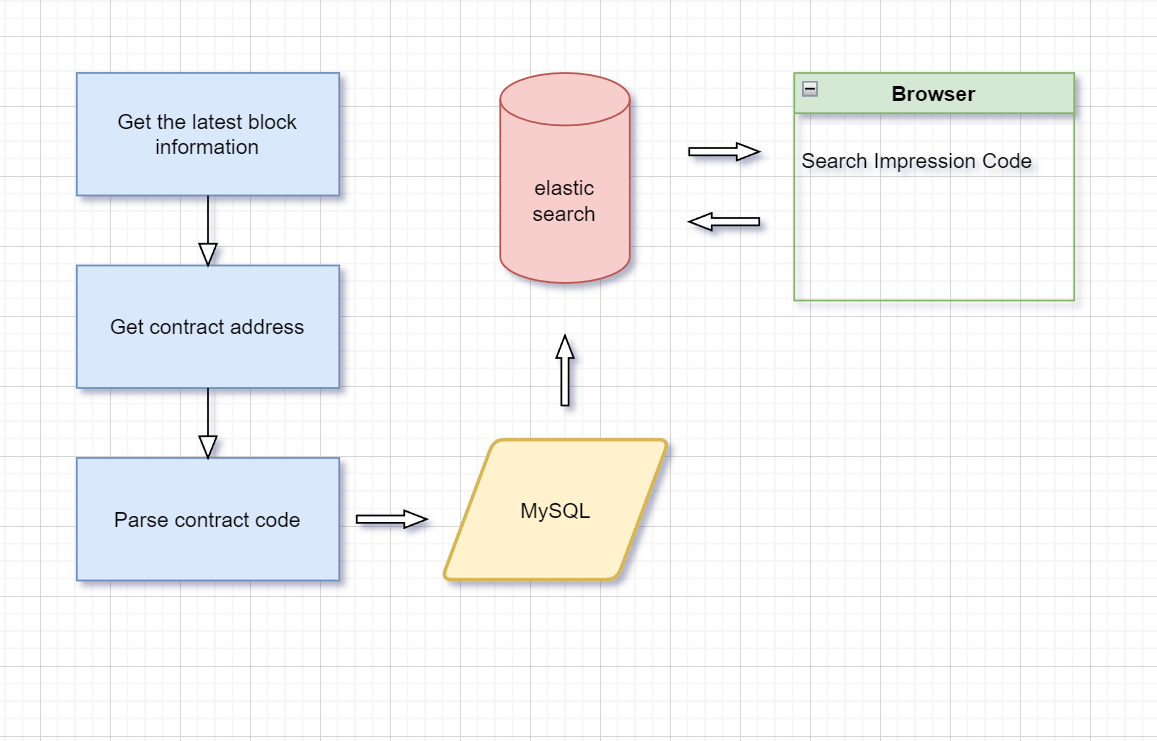 Get the latest block
information
Get contract address
Parse contract code
MySQL
elastic
search
Browser
Search Impression Code